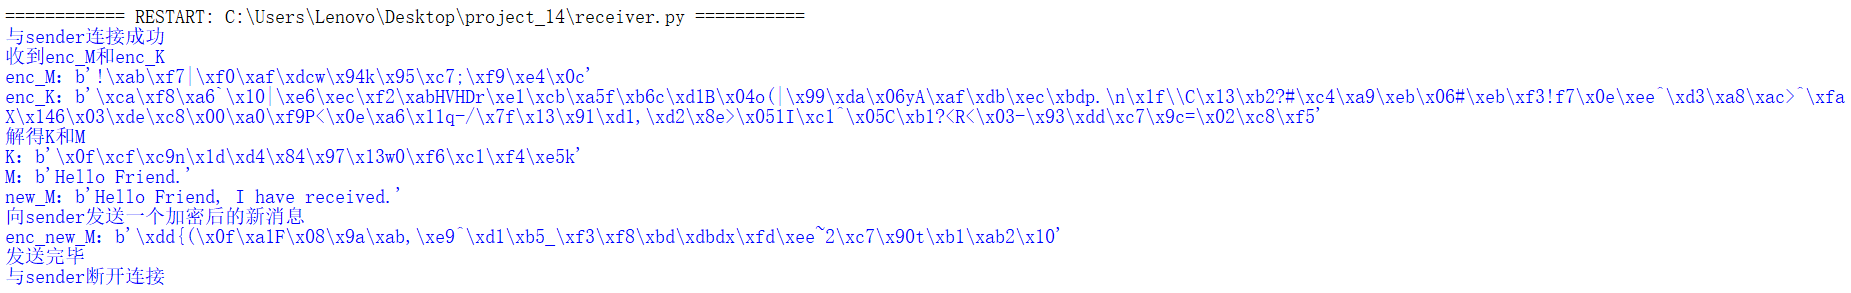 ============ RESTART: C:\Users\Lenovo\Desktop\project_14\receiver.py ===========
与sender连接成功
收到enc_M和enc_K
enc_M：b'!\xab\xf7|\xf0\xaf\xdcw\x94k\x95\xc7;\xf9\xe4\x0c'
enc_K：b'\xca\xf8\xa6`\x10|\xe6\xec\xf2\xabHVHDr\xe1\xcb\xa5f\xb6c\xd1B\x04o(|\x99\xda\x06yA\xaf\xdb\xec\xbdp.\n\x1f\\C\x13\xb2?#\xc4\xa9\xeb\x06#\xeb\xf3!f7\x0e\xee^\xd3\xa8\xac>^\xfa
X\x146\x03\xde\xc8\x00\xa0\xf9P<\x0e\xa6\x11q-/\x7f\x13\x91\xd1,\xd2\x8e>\x051I\xc1^\x05C\xb1?<R<\x03-\x93\xdd\xc7\x9c=\x02\xc8\xf5'
解得K和M
K：b'\x0f\xcf\xc9n\x1d\xd4\x84\x97\x13w0\xf6\xc1\xf4\xe5k'
M：b'Hello Friend.'
new_M：b'Hello Friend, I have received.'
向sender发送一个加密后的新消息
enc_new_M：b'\xdd{(\x0f\xa1F\x08\x9a\xab,\xe9^\xd1\xb5_\xf3\xf8\xbd\xdbdx\xfd\xee~2\xc7\x90t\xb1\xab2\x10'
发送完毕
与sender断开连接